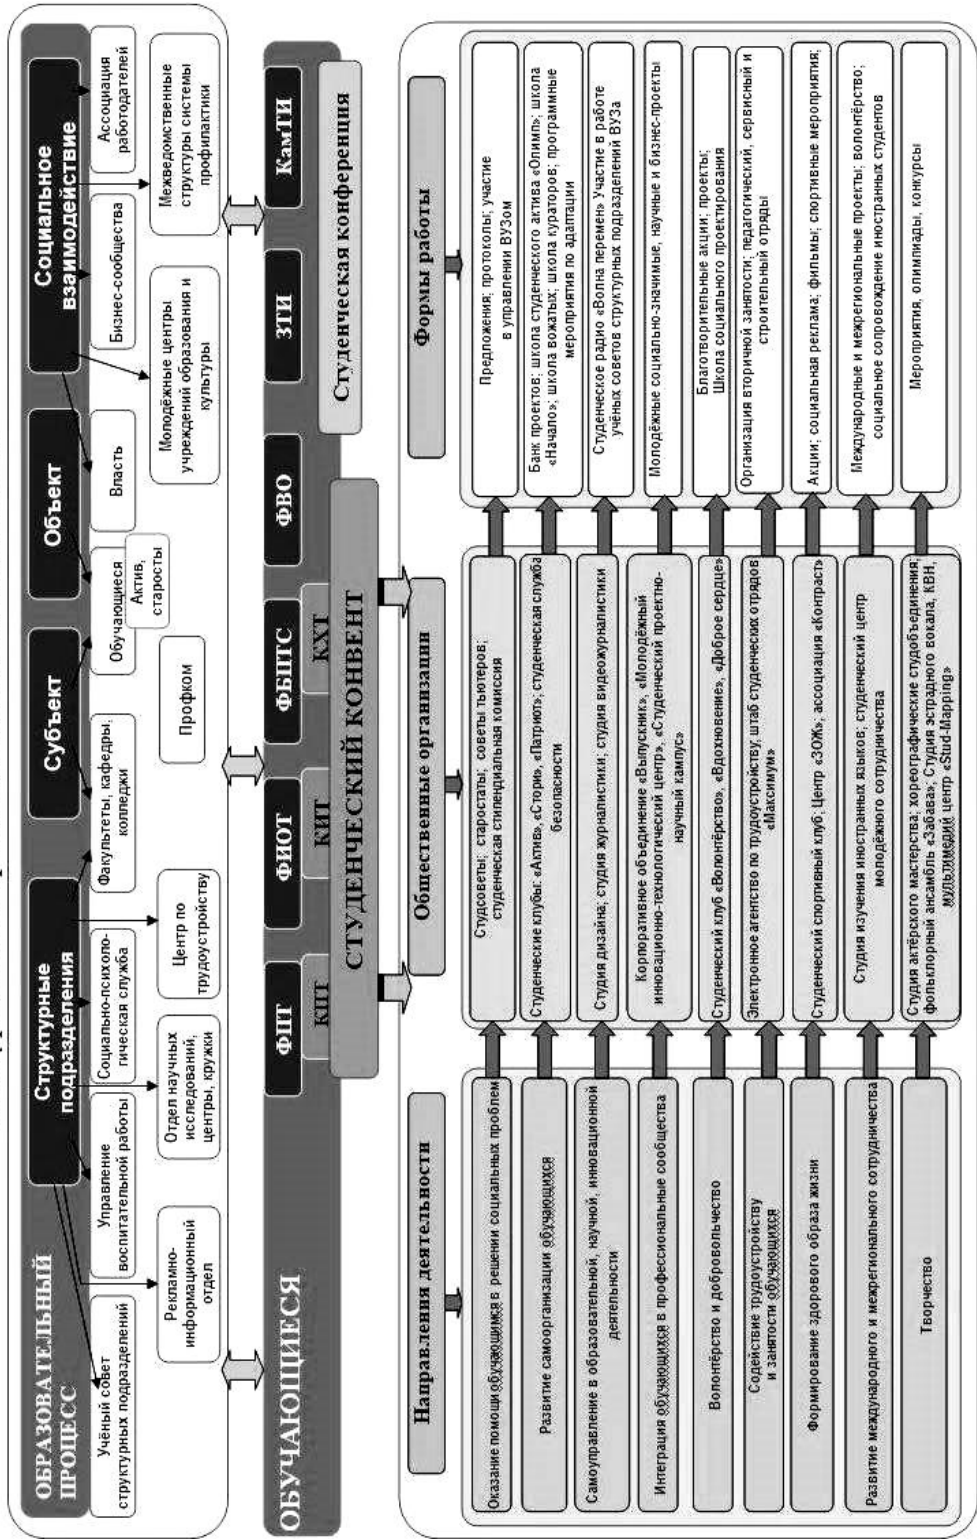 ОБРАЗОВАТЕЛЬНЫЙ
ПРОЦЕСС
Структурные
подразделения
Субъект
Объект
Социальное
взаимодействие
Учёный совет
структурных подразделений
Управление
воспитательной работы
Социально-психоло-
гическая служба
Факультеты, кафедры,
колледжи
Обучающиеся
Актив,
старосты
Власть
Бизнес-сообщества
Ассоциация
работодателей
Рекламно-
информационный
отдел
Отдел научных
исследований,
центры, кружки
Центр по
трудоустройству
Профком
Молодёжные центры
учреждений образования и
культуры
Межведомственные
структуры системы
профилактики
ОБУЧАЮЩИЕСЯ
ФПТ
ФИОТ
ФБПТС
ФВО
ЗТИ
КамТИ
КПТ
КИТ
КХТ
Студенческая конференция
СТУДЕНЧЕСКИЙ КОНВЕНТ
Направления деятельности
Общественные организации
Формы работы
Оказание помощи обучающимся в решении социальных проблем
Студсоветы; старостаты; советы тьютеров;
студенческая стипендиальная комиссия
Предложения; протоколы; участие
в управлении ВУЗом
Развитие самоорганизации обучающихся
Студенческие клубы: «Актив», «Стори», «Патриот»; студенческая служба
безопасности
Банк проектов; школа студенческого актива «Олимп»; школа
«Начало»; школа вожатых; школа кураторов; программные
мероприятия по адаптации
Самоуправление в образовательной, научной, инновационной
деятельности
Студия дизайна; студия журналистики; студия видеожурналистики
Студенческое радио «Волна перемен» Участие в работе
учёных советов структурных подразделений ВУЗа
Интеграция обучающихся в профессиональные сообщества
Корпоративное объединение «Выпускник», «Молодёжный
инновационно-технологический центр», «Студенческий проектно-
научный кампус»
Молодёжные социально-значимые, научные и бизнес-проекты
Волонтёрство и добровольчество
Студенческий клуб «Волонтёрство», «Вдохновение», «Доброе сердце»
Благотворительные акции; проекты;
Школа социального проектирования
Содействие трудоустройству
и занятости обучающихся
Электронное агентство по трудоустройству, штаб студенческих отрядов
«Максимум»
Организация вторичной занятости; педагогический, сервисный и
строительный отряды
Формирование здорового образа жизни
Студенческий спортивный клуб; Центр «ЗОЖ»; ассоциация «Контраст»
Акции; социальная реклама; фильмы; спортивные мероприятия;
Развитие международного и межрегионального сотрудничества
Студия изучения иностранных языков; студенческий центр
молодёжного сотрудничества
Международные и межрегиональные проекты; волонтёрство;
социальное сопровождение иностранных студентов
Творчество
Студия актёрского мастерства; хореографические студобъединения;
фольклорный ансамбль «Забава»; Студия эстрадного вокала, КВН,
мультимедий центр «Stud-Mapping»
Мероприятия, олимпиады, конкурсы